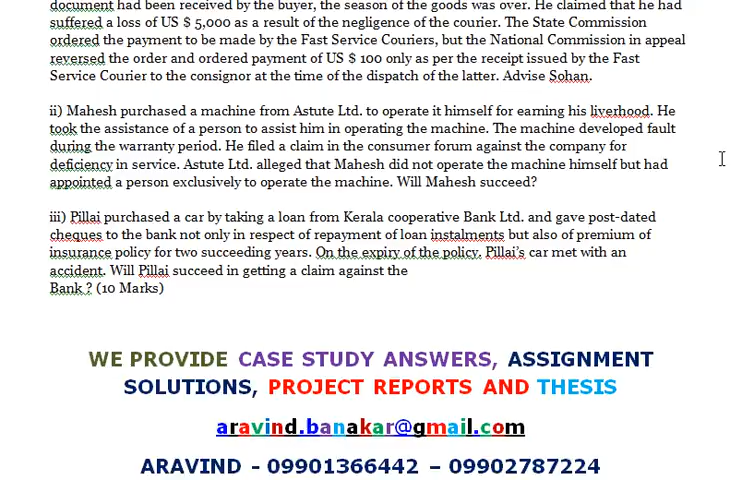 document had been received by the buyer, the season of the goods was over. He claimed that he had
suffered a loss of US $ 5,000 as a result of the negligence of the courier. The State Commission
ordered the payment to be made by the Fast Service Couriers, but the National Commission in appeal
reversed the order and ordered payment of US $ 100 only as per the receipt issued by the Fast
Service Courier to the consignor at the time of the dispatch of the latter. Advise Sohan.
ii) Mahesh purchased a machine from Astute Ltd. to operate it himself for earning his liverhood. He
took the assistance of a person to assist him in operating the machine. The machine developed fault
during the warranty period. He filed a claim in the consumer forum against the company for
deficiency in service. Astute Ltd. alleged that Mahesh did not operate the machine himself but had
appointed a person exclusively to operate the machine. Will Mahesh succeed?
iii) Pillai purchased a car by taking a loan from Kerala cooperative Bank Ltd. and gave post-dated
cheques to the bank not only in respect of repayment of loan instalments but also of premium of
insurance policy for two succeeding years. On the expiry of the policy, Pillai's car met with an
accident. Will Pillai succeed in getting a claim against the
Bank ? (10 Marks)
WE PROVIDE CASE STUDY ANSWERS, ASSIGNMENT
SOLUTIONS, PROJECT REPORTS AND THESIS
aravind.banakar@gmail.com
ARAVIND - 09901366442 – 09902787224